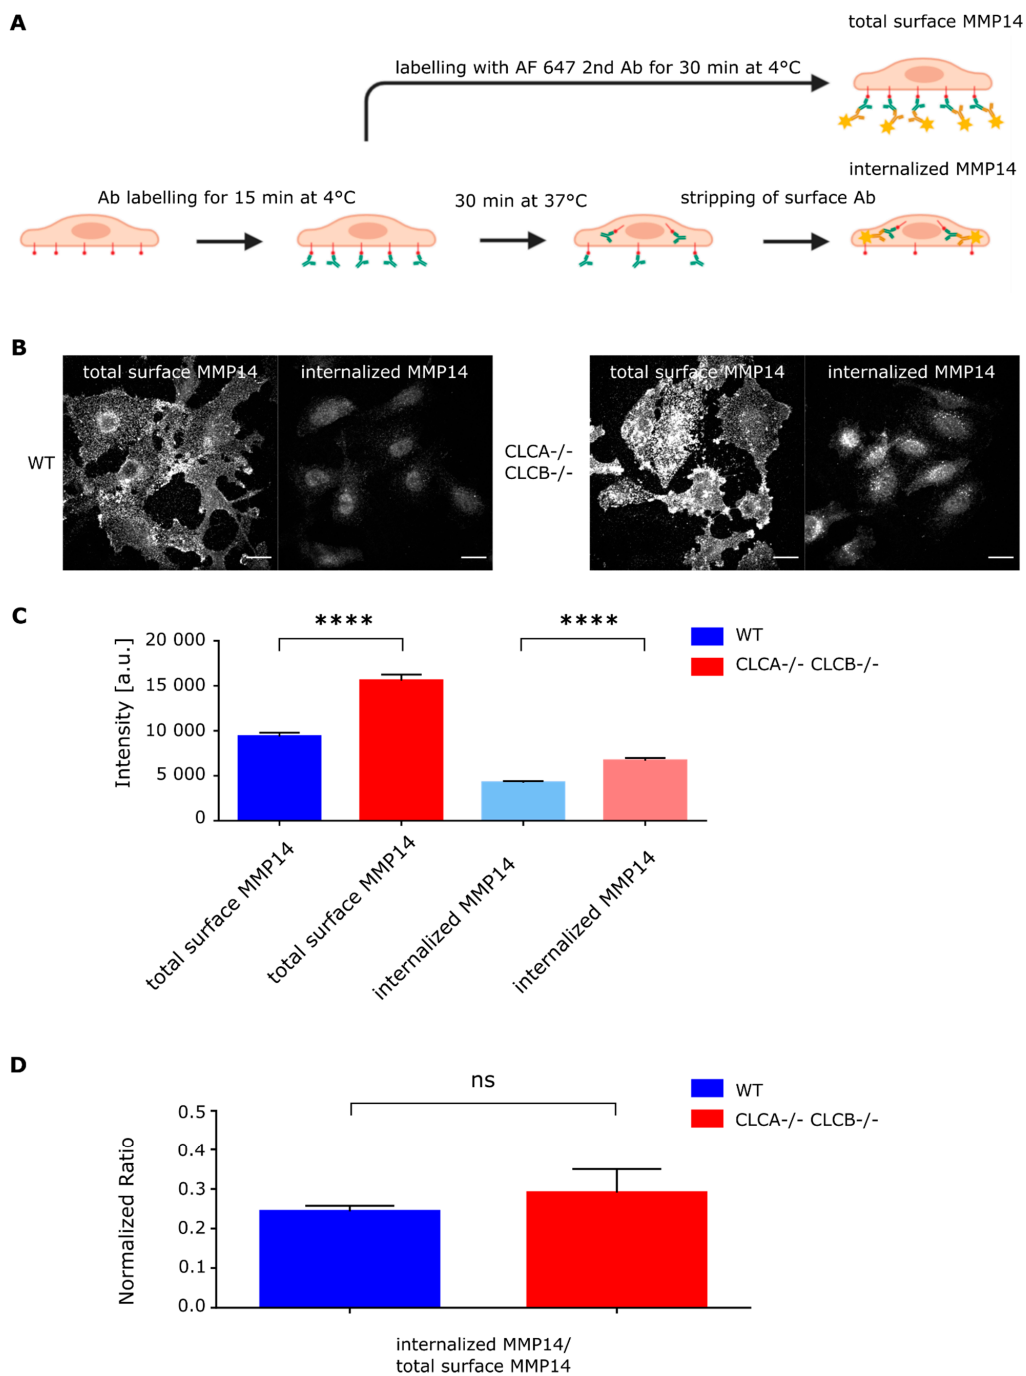 A
total surface MMP14
labelling with AF 647 2nd Ab for 30 min at 4°C
internalized MMP14
Ab labelling for 15 min at 4°C
30 min at 37°C
stripping of surface Ab
B
total surface MMP14
internalized MMP14
total surface MMP14
internalized MMP14
WT
CLCA-/-
CLCB-/-
C
****
****
WT
CLCA-/- CLCB-/-
Intensity [a.u.]
20 000
15 000
10 000
5 000
0
total surface MMP14
total surface MMP14
internalized MMP14
internalized MMP14
D
ns
WT
CLCA-/- CLCB-/-
Normalized Ratio
0.5
0.4
0.3
0.2
0.1
0.0
internalized MMP14/
total surface MMP14